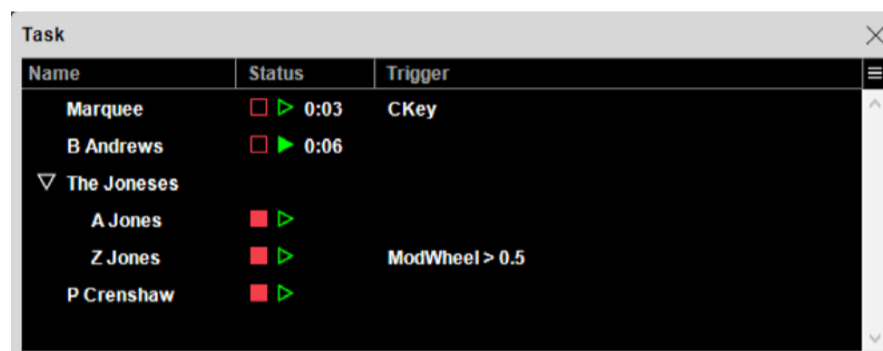 Task
Name Status Trigger
Marquee 0:03 CKey
B Andrews 0:06
The Joneses
A Jones
Z Jones ModWheel > 0.5
P Crenshaw